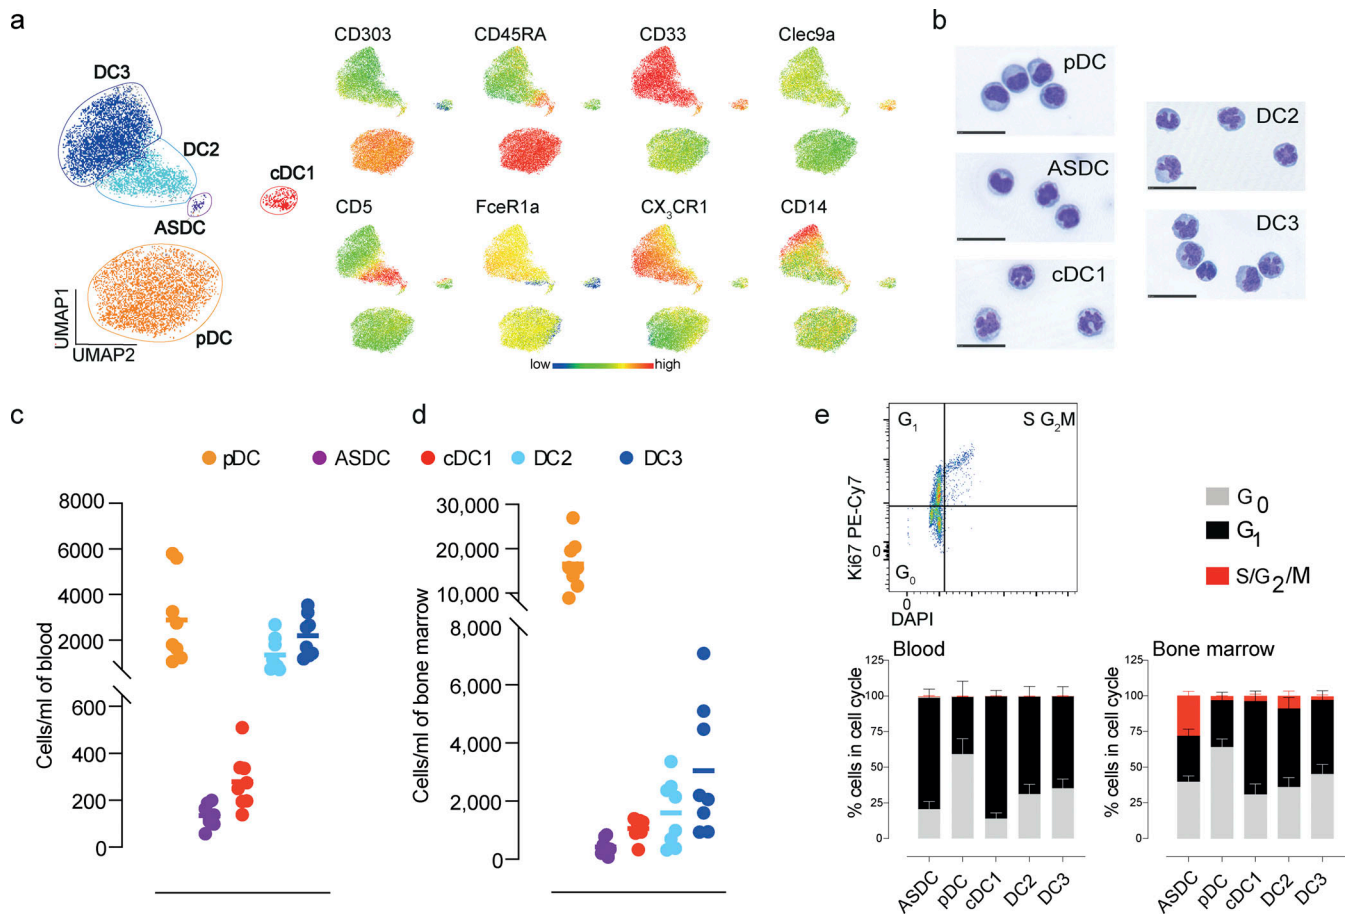 a
DC3
DC2
cDC1
ASDC
pDC
UMAP1
UMAP2
CD303
CD45RA
CD33
Clec9a
CD5
FceR1a
CX3CR1
CD14
low
high
b
pDC
ASDC
cDC1
DC2
DC3
c
d
pDC
ASDC
cDC1
DC2
DC3
Cells/ml of blood
8000
6000
4000
2000
600
400
200
0
Cells/ml of bone marrow
30,000
20,000
10,000
8,000
6,000
4,000
2,000
0
e
G1
S G2M
G0
Ki67 PE-Cy7
0
0
DAPI
G0
G1
S/G2/M
Blood
% cells in cell cycle
125
100
75
50
25
0
ASDC
pDC
cDC1
DC2
DC3
Bone marrow
% cells in cell cycle
125
100
75
50
25
0
ASDC
pDC
cDC1
DC2
DC3